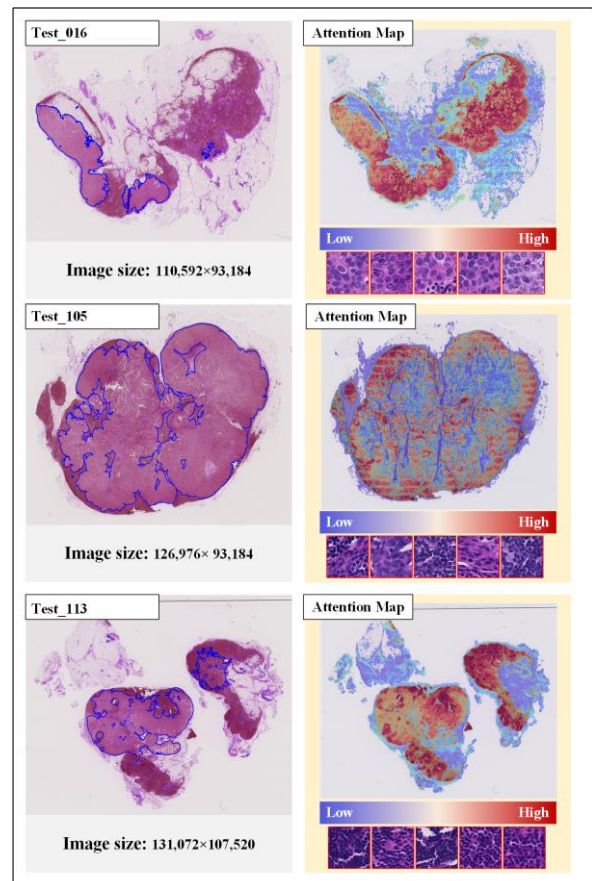 Test_016
Attention Map
Low
High
Image size: 110,592×93,184
Test_105
Attention Map
Low
High
Image size: 126,976× 93,184
Test_113
Attention Map
Low
High
Image size: 131,072×107,520